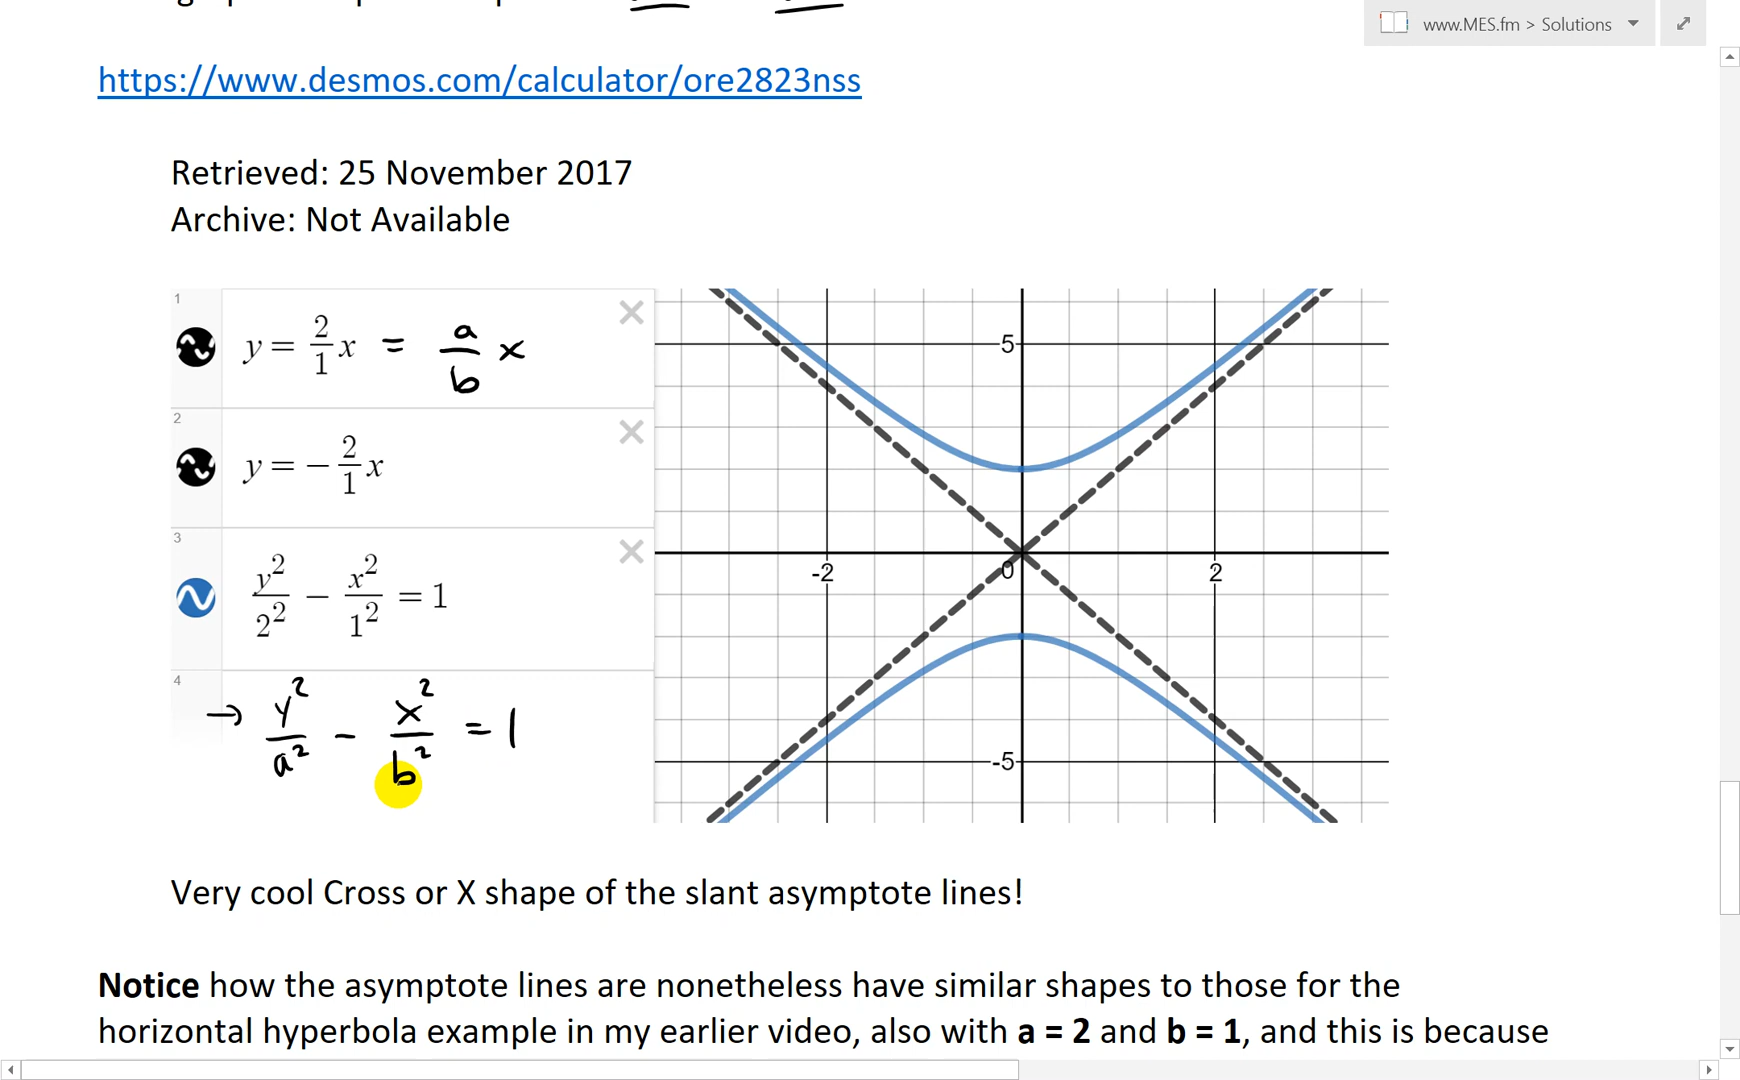 www.MES.fm > Solutions
https://www.desmos.com/calculator/ore2823nss
Retrieved: 25 November 2017
Archive: Not Available
1
y = 2/1 x = a/b x
2
y = − 2/1 x
3
y²/2² − x²/1² = 1
4
→ y²/a² − x²/b² = 1
5
-2 0 2
-5
Very cool Cross or X shape of the slant asymptote lines!
Notice how the asymptote lines are nonetheless have similar shapes to those for the
horizontal hyperbola example in my earlier video, also with a = 2 and b = 1, and this is because